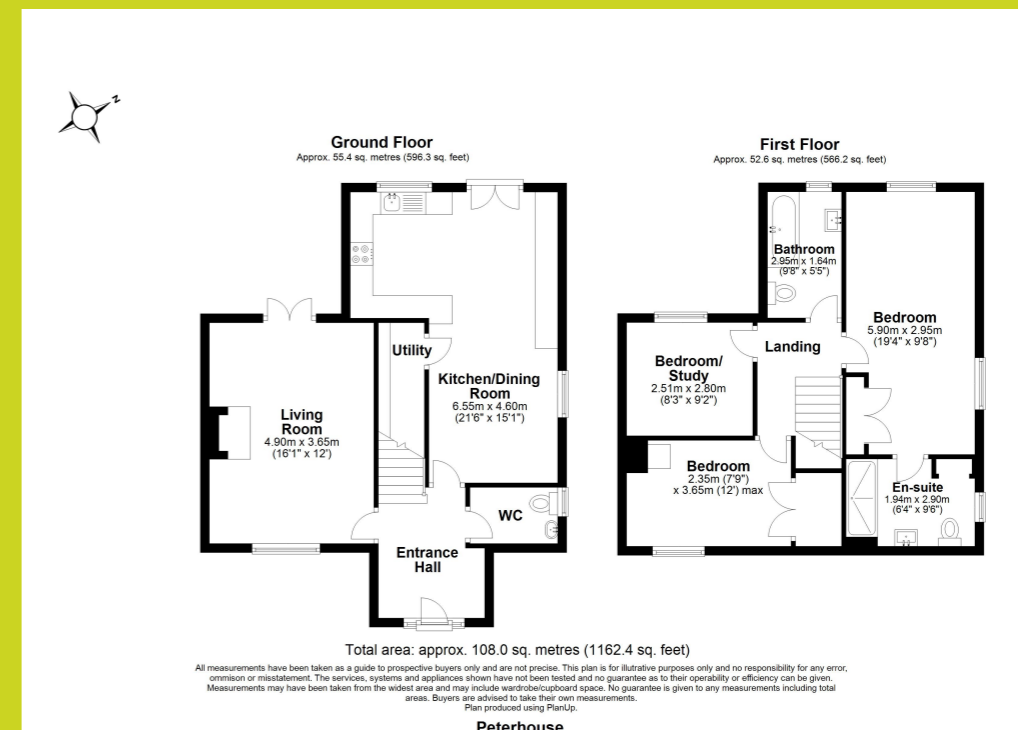 N
Ground Floor
Approx. 55.4 sq. metres (596.3 sq. feet)
Utility
Kitchen/Dining
Room
6.55m x 4.60m
(21'6" x 15'1")
Living
Room
4.90m x 3.65m
(16'1" x 12')
WC
Entrance
Hall
First Floor
Approx. 52.6 sq. metres (566.2 sq. feet)
Bathroom
2.95m x 1.64m
(9'8" x 5'5")
Bedroom
5.90m x 2.95m
(19'4" x 9'8")
Landing
Bedroom/
Study
2.51m x 2.80m
(8'3" x 9'2")
Bedroom
2.35m (7'9")
x 3.65m (12') max
En-suite
1.94m x 2.90m
(6'4" x 9'6")
Total area: approx. 108.0 sq. metres (1162.4 sq. feet)
All measurements have been taken as a guide to prospective buyers only and are not precise. This plan is for illutrative purposes only and no responsibility for any error,
ommison or misstatement. The services, systems and appliances shown have not been tested and no guarantee as to their operability or efficiency can be given.
Measurements may have been taken from the widest area and may include wardrobe/cupboard space. No guarantee is given to any measurements including total
areas. Buyers are advised to take their own measurements.
Plan produced using PlanUp.
Peterhouse